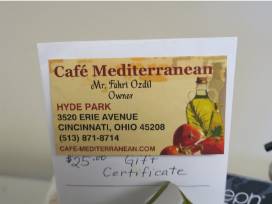 Café Mediterranean
Mr. Fahri Ozdil
Owner
HYDE PARK
3520 ERIE AVENUE
CINCINNATI, OHIO 45208
(513) 871-8714
CAFE-MEDITERRANEAN.COM
$25.00 Gift
Certificate